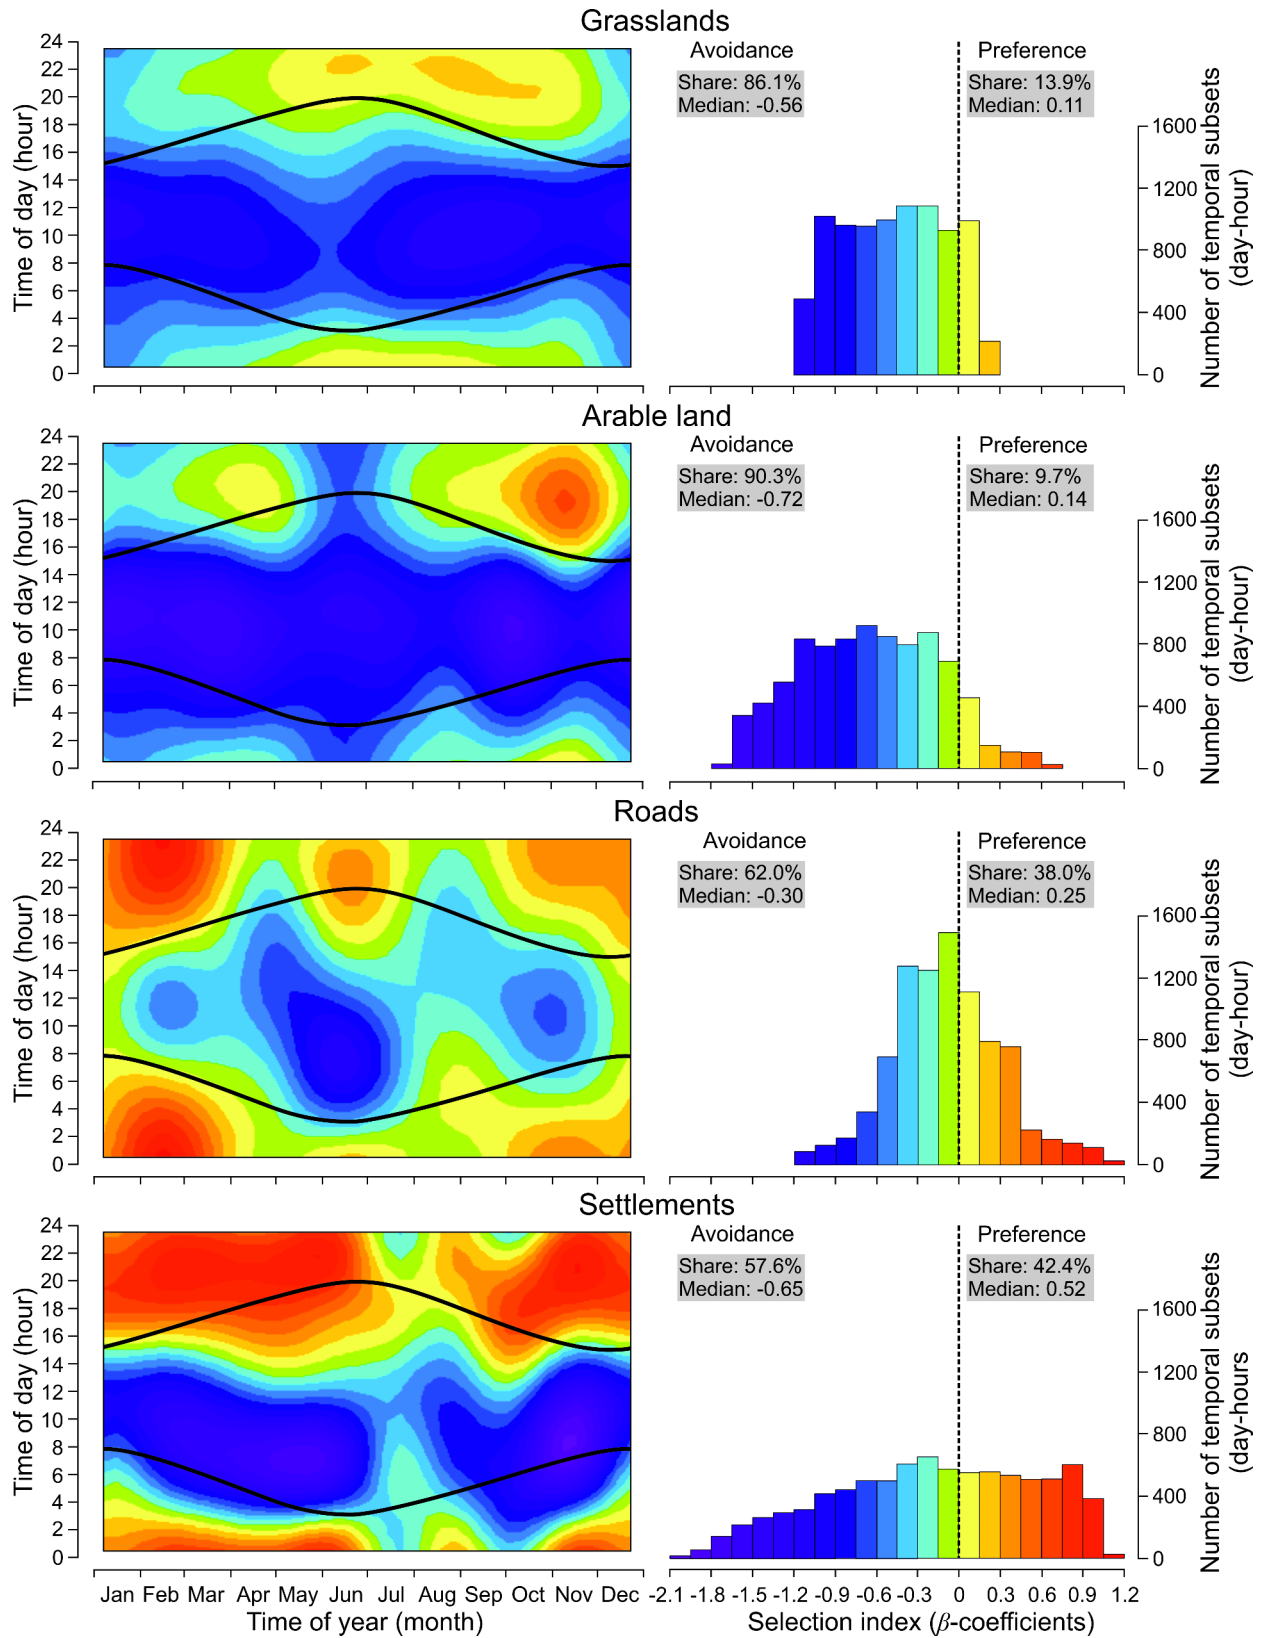 Grasslands
24
22
20
18
16
14
12
10
8
6
4
2
0
Time of day (hour)
Avoidance
Share: 86.1%
Median: -0.56
Preference
Share: 13.9%
Median: 0.11
1600
1200
800
400
0
Number of temporal subsets
(day-hour)
Arable land
24
22
20
18
16
14
12
10
8
6
4
2
0
Time of day (hour)
Avoidance
Share: 90.3%
Median: -0.72
Preference
Share: 9.7%
Median: 0.14
1600
1200
800
400
0
Number of temporal subsets
(day-hour)
Roads
24
22
20
18
16
14
12
10
8
6
4
2
0
Time of day (hour)
Avoidance
Share: 62.0%
Median: -0.30
Preference
Share: 38.0%
Median: 0.25
1600
1200
800
400
0
Number of temporal subsets
(day-hour)
Settlements
24
22
20
18
16
14
12
10
8
6
4
2
0
Time of day (hour)
Avoidance
Share: 57.6%
Median: -0.65
Preference
Share: 42.4%
Median: 0.52
1600
1200
800
400
0
Number of temporal subsets
(day-hours)
Jan Feb Mar Apr May Jun Jul Aug Sep Oct Nov Dec
Time of year (month)
-2.1 -1.8 -1.5 -1.2 -0.9 -0.6 -0.3 0 0.3 0.6 0.9 1.2
Selection index (β-coefficients)